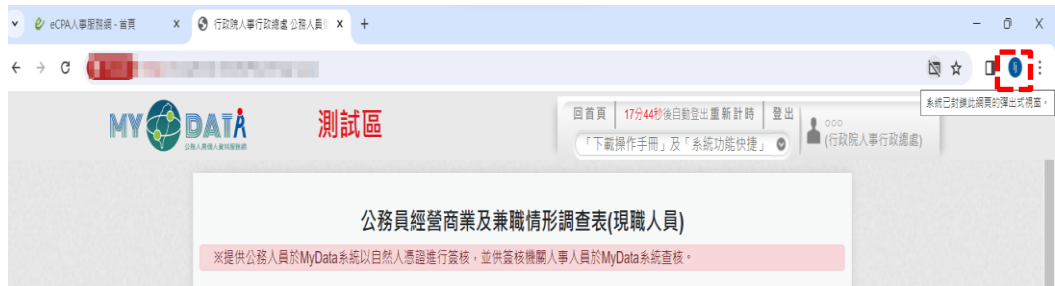 eCPA人事服務網 - 首頁
行政院人事行政總處 公務人員個
系統已封鎖此網頁的彈出式視窗。
MY DATA
公務人員個人資料服務網
測試區
回首頁 17分44秒後自動登出重新計時 登出
「下載操作手冊」及「系統功能快捷」
○○○
(行政院人事行政總處)
公務員經營商業及兼職情形調查表(現職人員)
※提供公務人員於MyData系統以自然人憑證進行簽核，並供簽核機關人事人員於MyData系統查核。